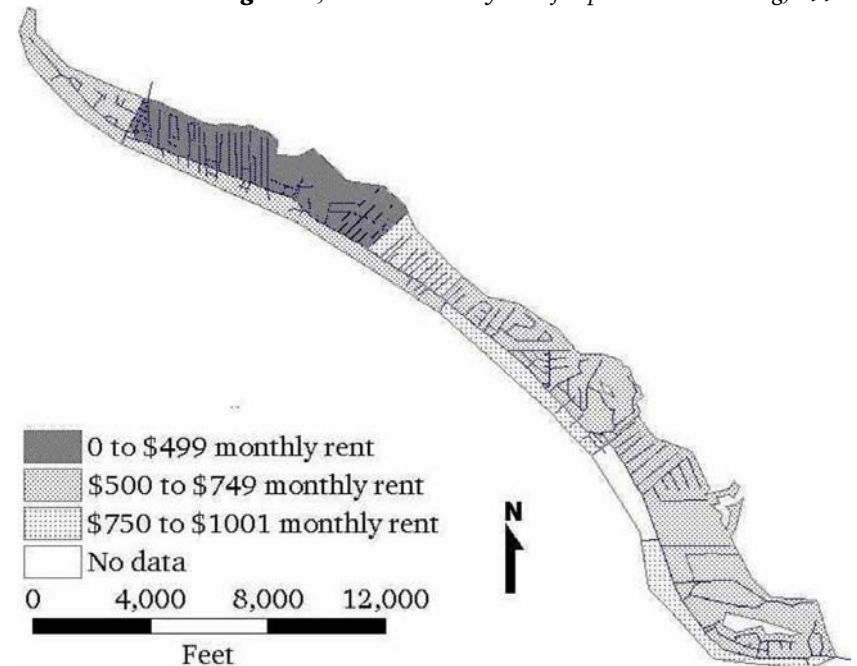 0 to $499 monthly rent
$500 to $749 monthly rent
$750 to $1001 monthly rent
No data
N
0 4,000 8,000 12,000
Feet